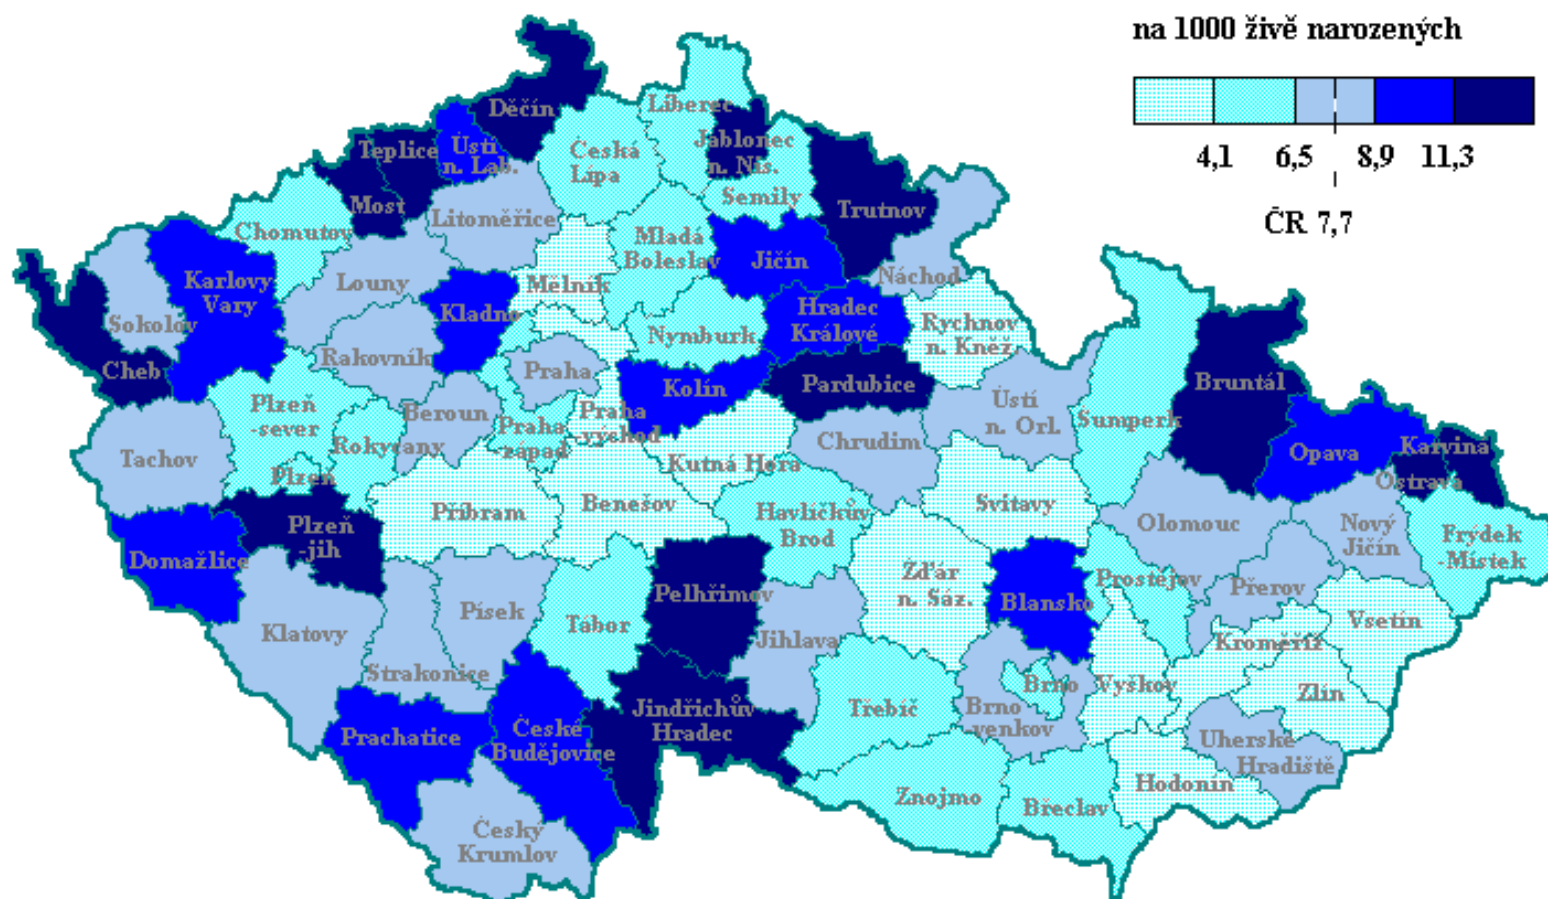 na 1000 živě narozených
4,1 6,5 8,9 11,3
ČR 7,7
Děčín
Liberec
Teplice
Ústí
n. Lab.
Česká
Lípa
Jablonec
n. Nis.
Semily
Most
Litoměřice
Trutnov
Chomutov
Mladá
Boleslav
Jičín
Karlovy
Vary
Louny
Mělník
Náchod
Sokolov
Kladno
Hradec
Králové
Rychnov
n. Kněž.
Rakovník
Nymburk
Cheb
Praha
Kolín
Pardubice
Bruntál
Plzeň
-sever
Beroun
Praha
-západ
Praha
-východ
Ústí
n. Orl.
Sumperk
Rokycany
Chrudim
Tachov
Plzen
Kutná Hora
Opava
Karvina
Ostrava
Příbram
Benešov
Svitavy
Havlíčkův
Brod
Olomouc
Nový
Jičín
Frýdek
-Místek
Plzeň
-jih
Domažlice
Žďár
n. Sáz.
Prostějov
Přerov
Pelhřimov
Blansko
Písek
Tábor
Klatovy
Jihlava
Vsetín
Kroměříž
Strakonice
Brno
Vyškov
Zlín
Jindřichův
Hradec
Třebíč
Brno
-venkov
Prachatice
České
Budějovice
Uherské
Hradiště
Hodonín
Znojmo
Břeclav
Český
Krumlov